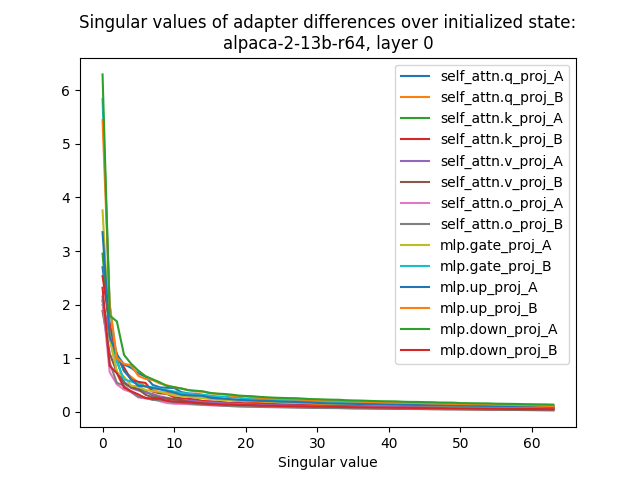 Singular values of adapter differences over initialized state:
alpaca-2-13b-r64, layer 0
6
5
4
3
2
1
0
self_attn.q_proj_A
self_attn.q_proj_B
self_attn.k_proj_A
self_attn.k_proj_B
self_attn.v_proj_A
self_attn.v_proj_B
self_attn.o_proj_A
self_attn.o_proj_B
mlp.gate_proj_A
mlp.gate_proj_B
mlp.up_proj_A
mlp.up_proj_B
mlp.down_proj_A
mlp.down_proj_B
0 10 20 30 40 50 60
Singular value